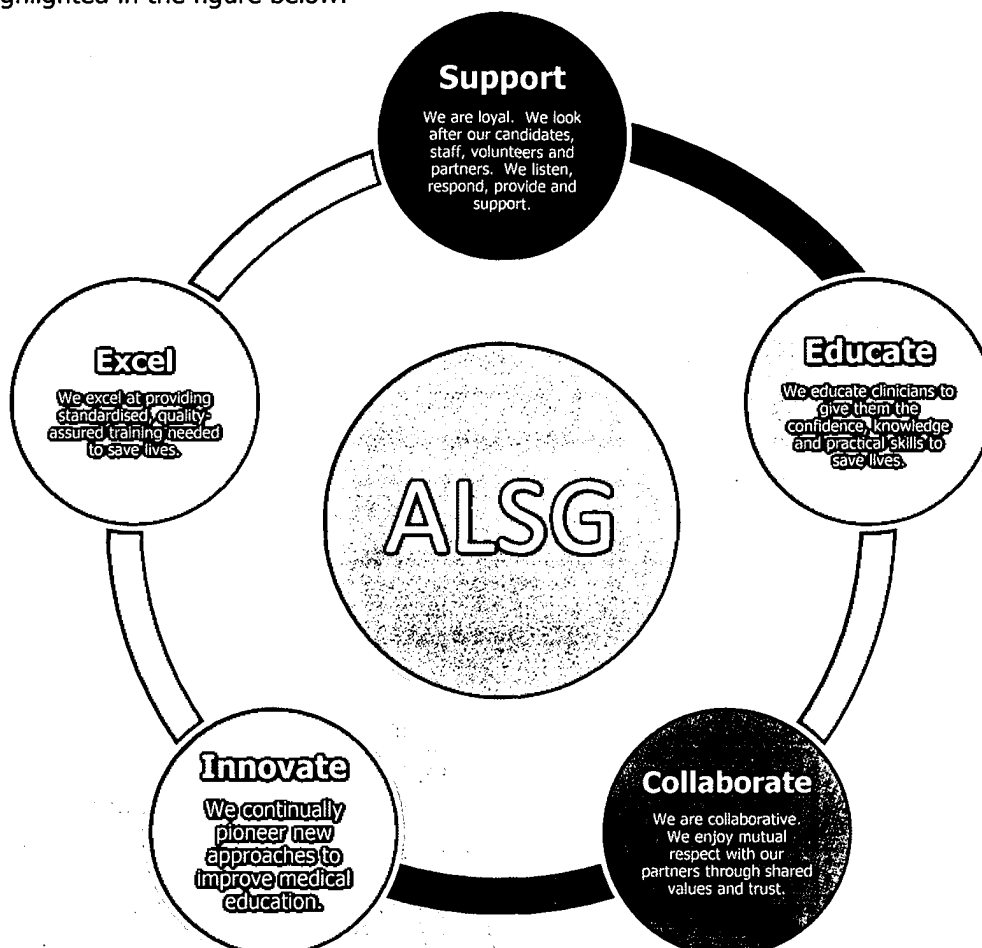 ghlighted in the figure below:
Support
We are loyal. We look
after our candidates,
staff, volunteers and
partners. We listen,
respond, provide and
support.
Educate
We educate clinicians to
give them the
confidence, knowledge
and practical skills to
save lives.
Collaborate
We are collaborative.
We enjoy mutual
respect with our
partners through shared
values and trust.
Innovate
We continually
pioneer new
approaches to
improve medical
education.
Excel
We excel at providing
standardised, quality-
assured training needed
to save lives.
ALSG